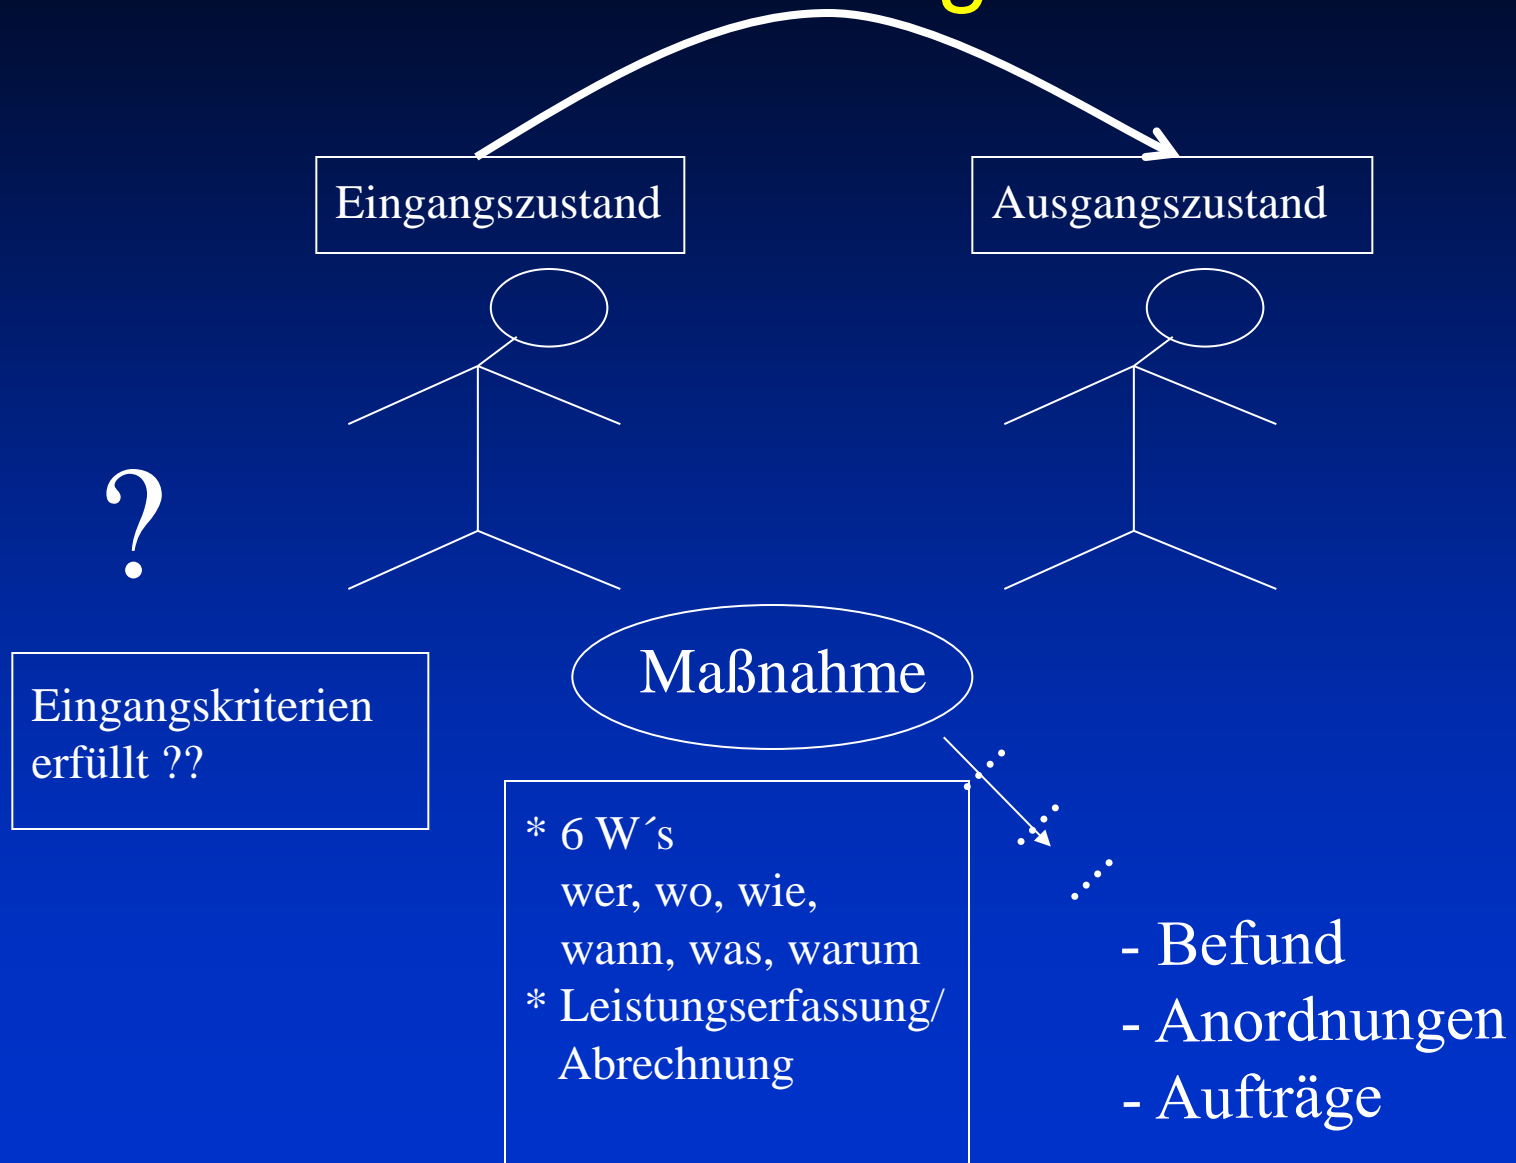 Eingangszustand
Ausgangszustand
?
Maßnahme
Eingangskriterien
erfüllt ??
* 6 W´s
wer, wo, wie,
wann, was, warum
* Leistungserfassung/
Abrechnung
- Befund
- Anordnungen
- Aufträge